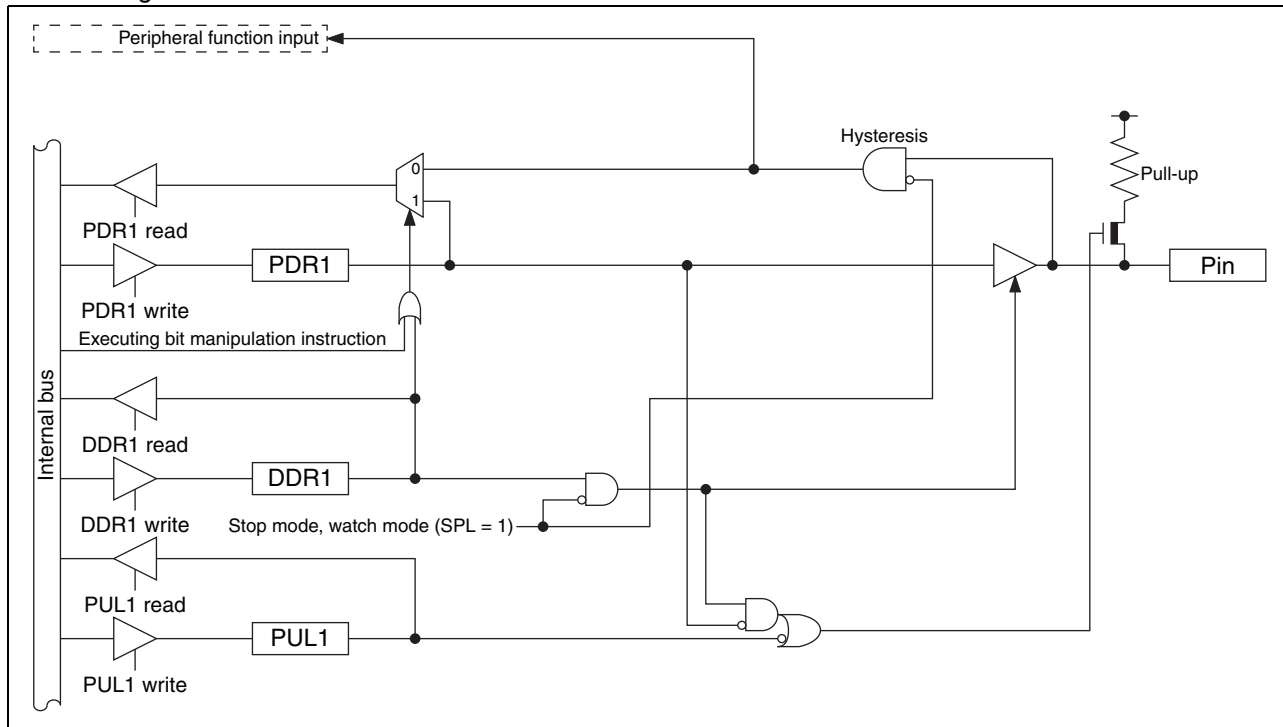 Peripheral function input
Hysteresis
0
Pull-up
1
PDR1 read
PDR1
Pin
PDR1 write
Executing bit manipulation instruction
Internal bus
DDR1 read
DDR1
DDR1 write
Stop mode, watch mode (SPL = 1)
PUL1 read
PUL1
PUL1 write